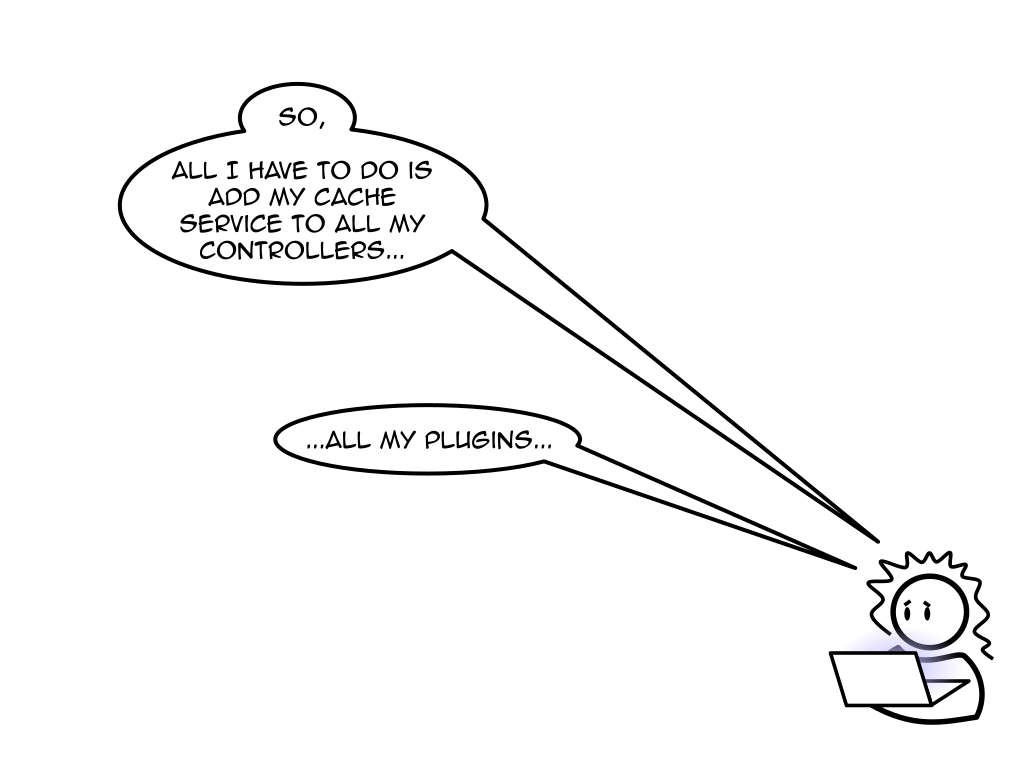 SO,
ALL I HAVE TO DO IS
ADD MY CACHE
SERVICE TO ALL MY
CONTROLLERS...
...ALL MY PLUGINS...